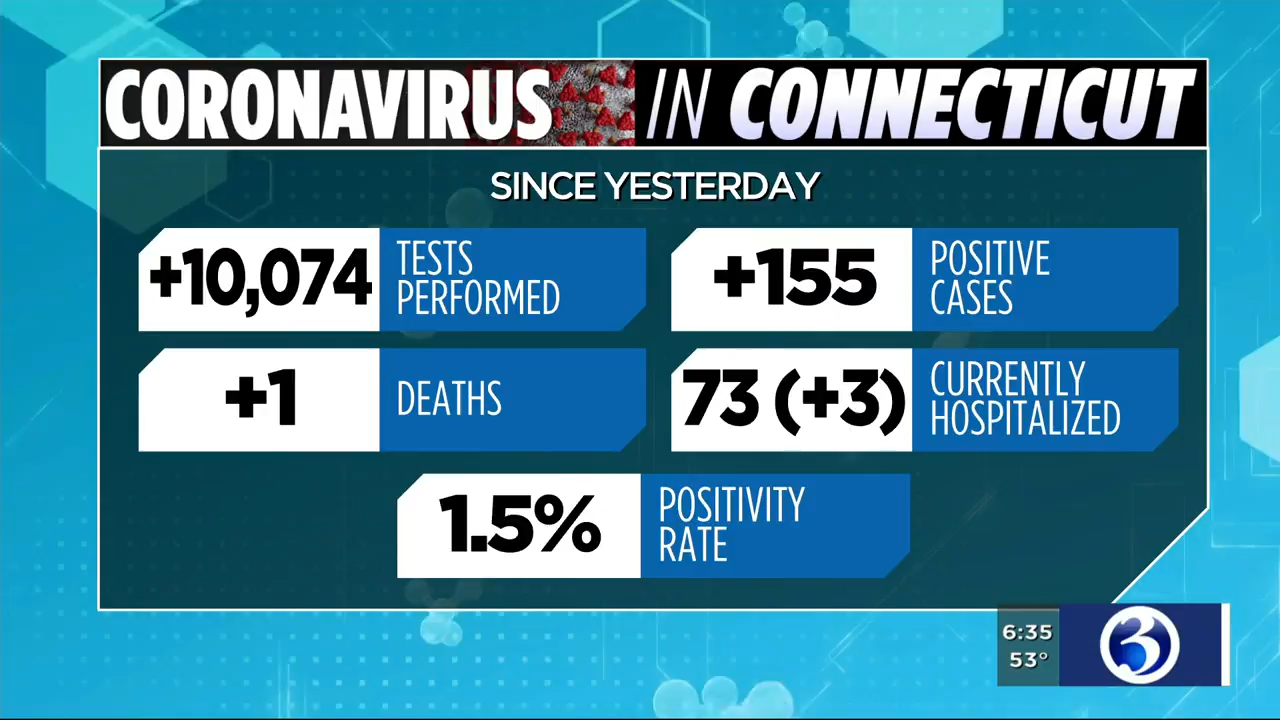 CORONAVIRUS IN CONNECTICUT
SINCE YESTERDAY
+10,074 TESTS
PERFORMED
+155 POSITIVE
CASES
+1 DEATHS
73 (+3) CURRENTLY
HOSPITALIZED
1.5% POSITIVITY
RATE
6:35
53°
3